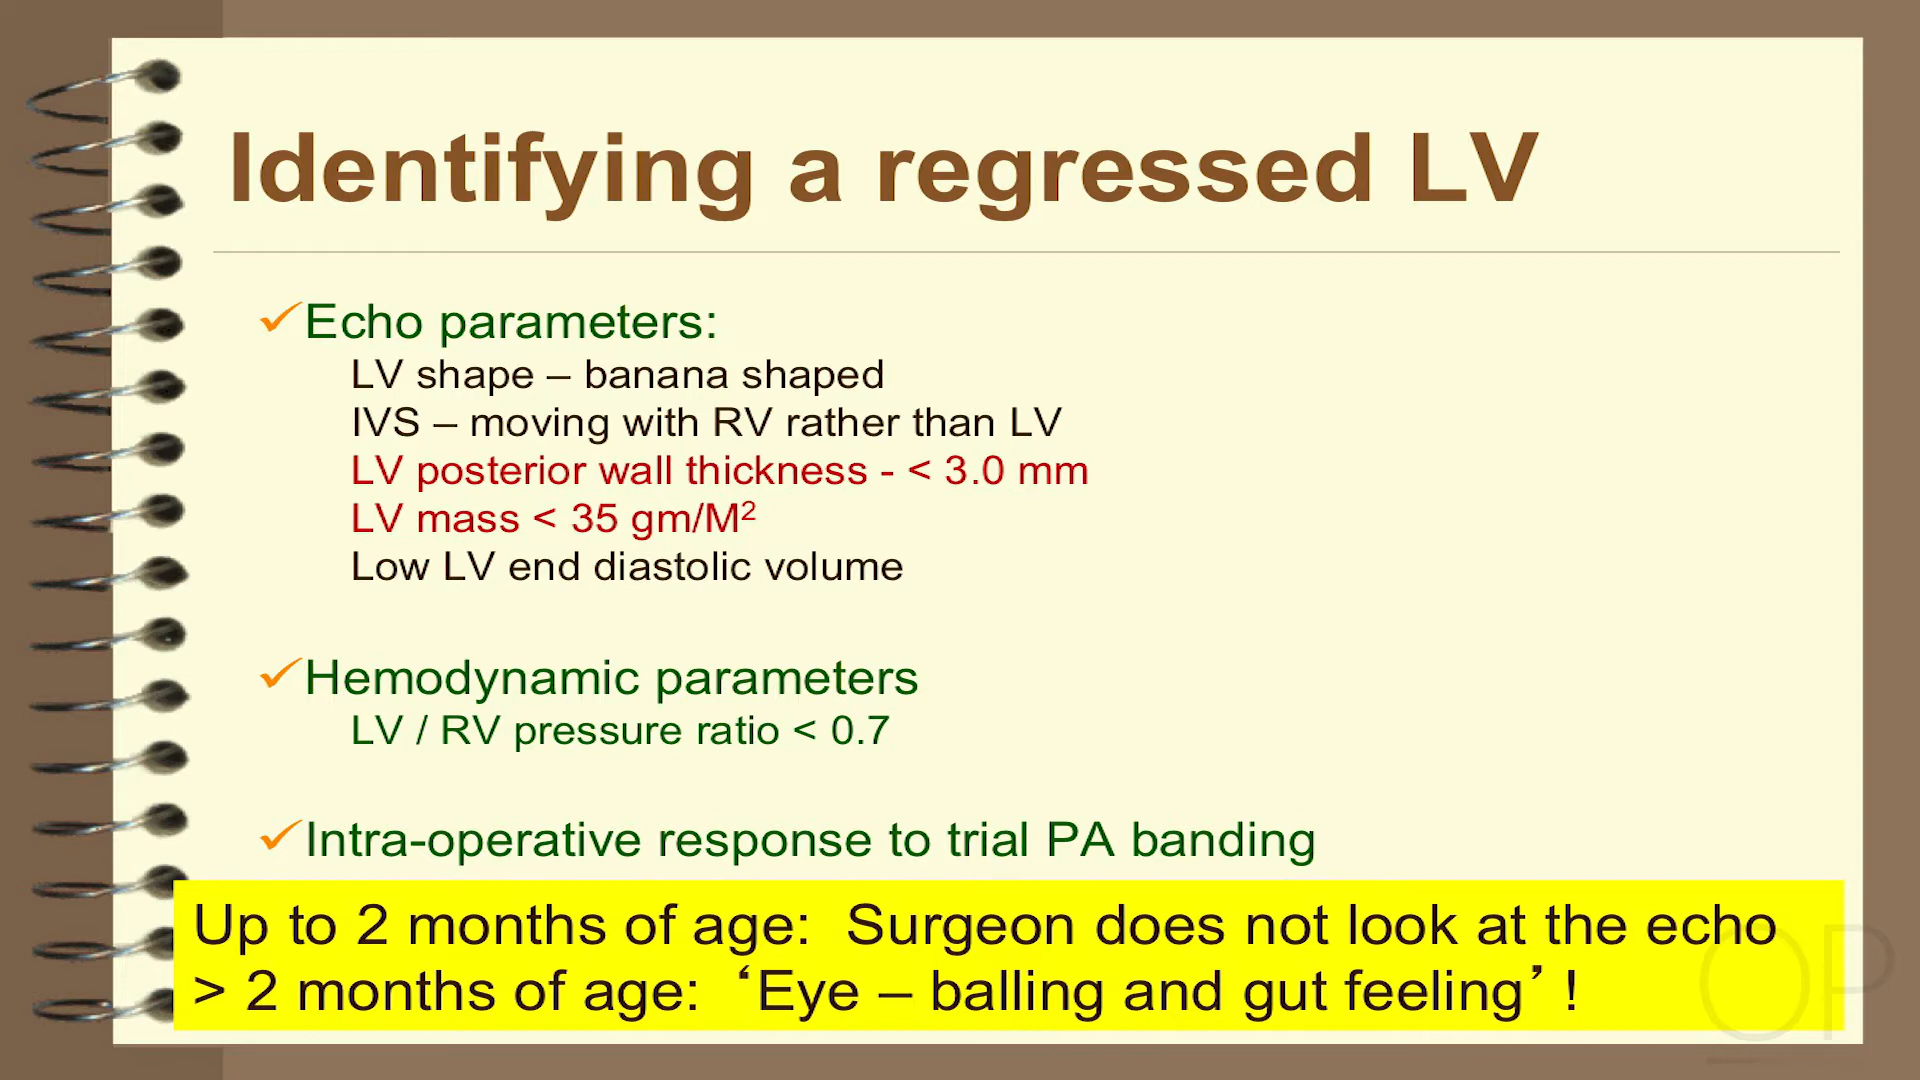 Identifying a regressed LV
✓Echo parameters:
LV shape – banana shaped
IVS – moving with RV rather than LV
LV posterior wall thickness - < 3.0 mm
LV mass < 35 gm/M²
Low LV end diastolic volume
✓Hemodynamic parameters
LV / RV pressure ratio < 0.7
✓Intra-operative response to trial PA banding
Up to 2 months of age:  Surgeon does not look at the echo
> 2 months of age:  ‘Eye – balling and gut feeling’ !
OP